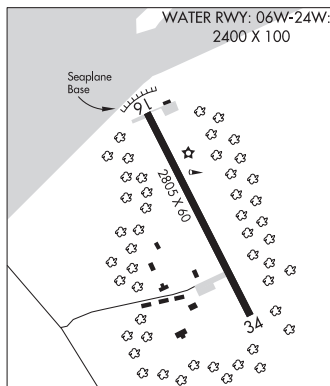 WATER RWY: 06W-24W:
2400 X 100
Seaplane
Base
16
2805 X 60
34